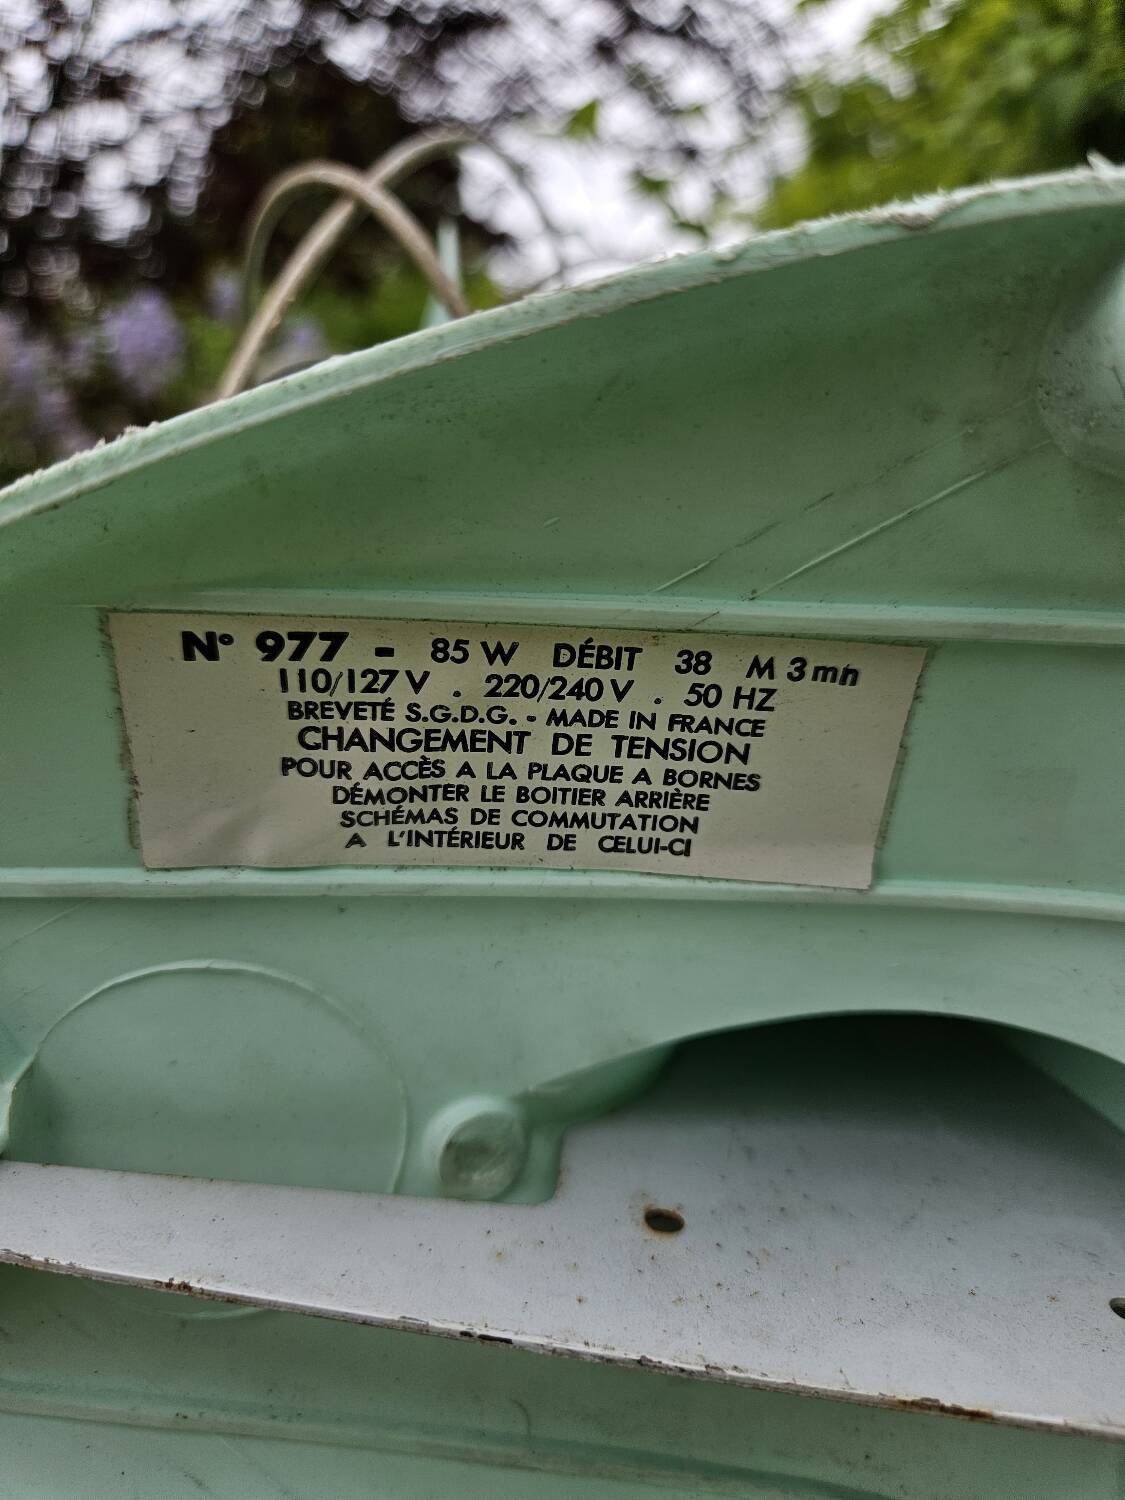 N° 977 - 85 W DÉBIT 38 M 3 mn
110/127 V . 220/240 V . 50 HZ
BREVETÉ S.G.D.G. - MADE IN FRANCE
CHANGEMENT DE TENSION
POUR ACCÈS A LA PLAQUE A BORNES
DÉMONTER LE BOITIER ARRIÈRE
SCHÉMAS DE COMMUTATION
A L'INTÉRIEUR DE CELUI-CI